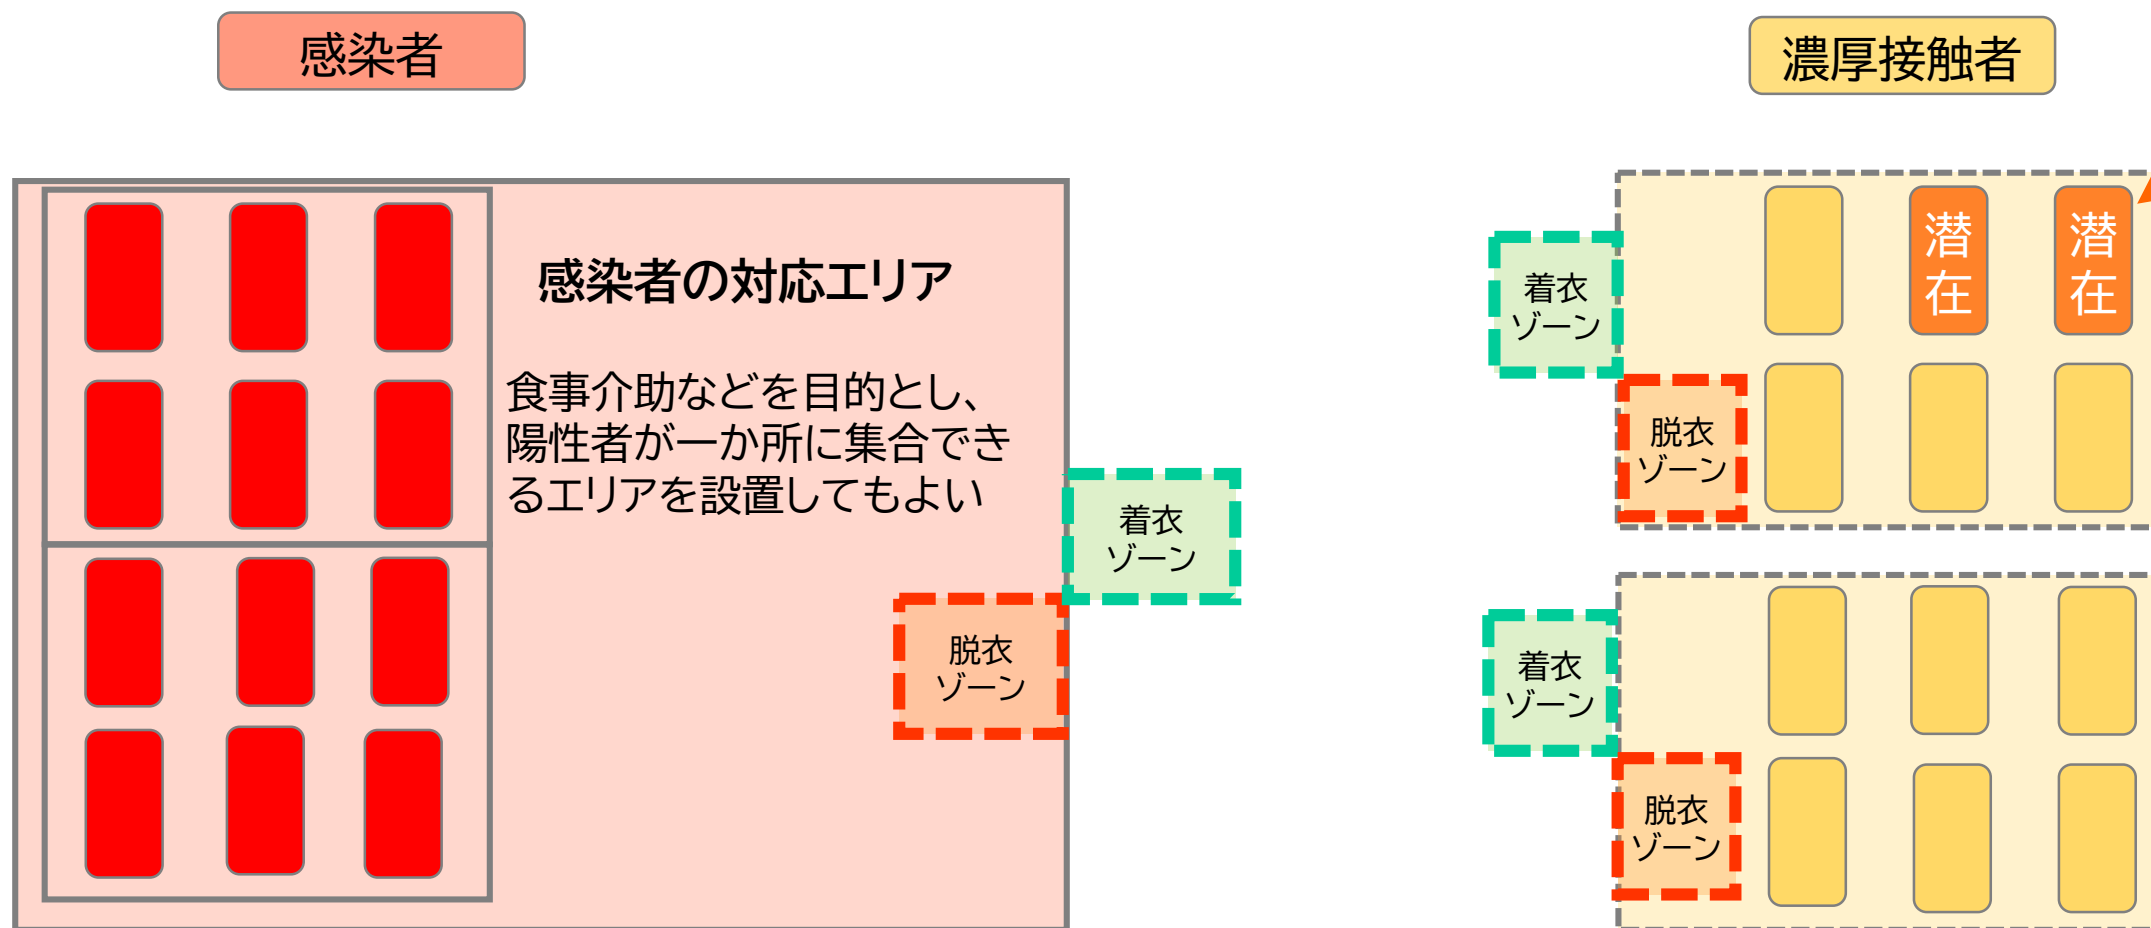 感染者
濃厚接触者
感染者の対応エリア
食事介助などを目的とし、
陽性者が一か所に集合でき
るエリアを設置してもよい
着衣
ゾーン
脱衣
ゾーン
着衣
ゾーン
脱衣
ゾーン
潜
在
潜
在
着衣
ゾーン
脱衣
ゾーン